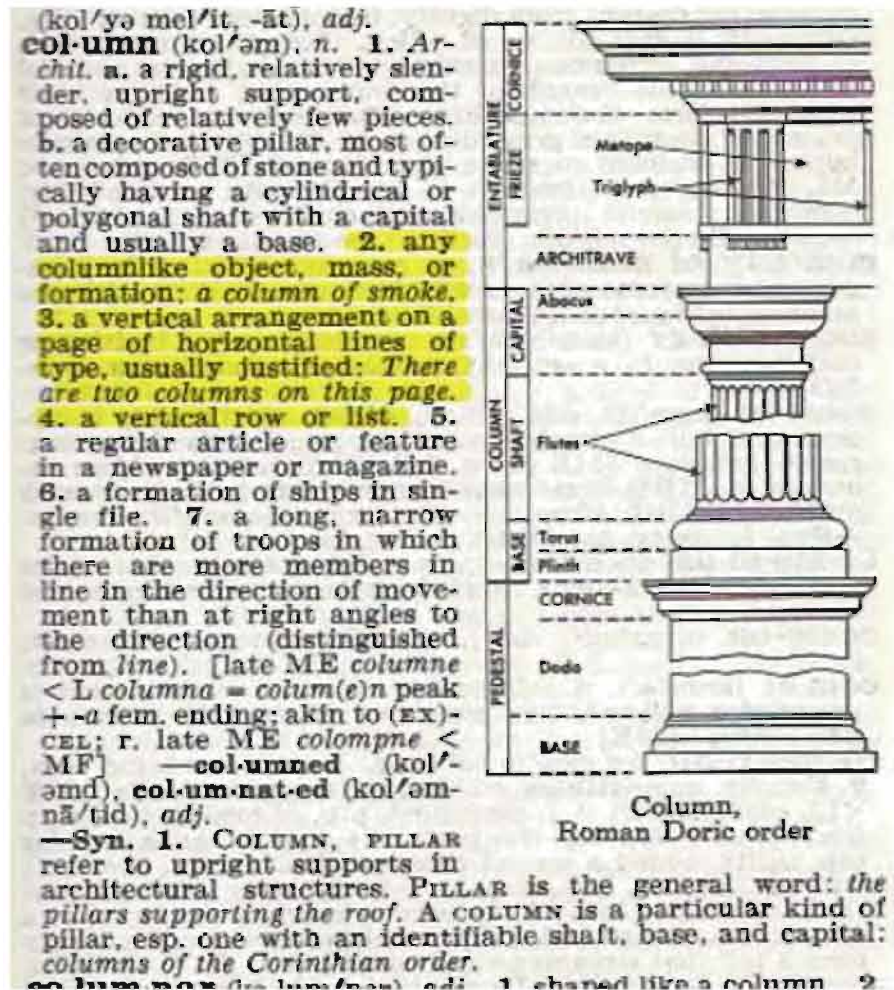 (kol′yə mel′it, -āt), adj.
col·umn (kol′əm), n. 1. Ar-
chit. a. a rigid, relatively slen-
der, upright support, com-
posed of relatively few pieces.
b. a decorative pillar, most of-
ten composed of stone and typi-
cally having a cylindrical or
polygonal shaft with a capital
and usually a base. 2. any
columnlike object, mass, or
formation: a column of smoke.
3. a vertical arrangement on a
page of horizontal lines of
type, usually justified: There
are two columns on this page.
4. a vertical row or list. 5.
a regular article or feature
in a newspaper or magazine.
6. a formation of ships in sin-
gle file. 7. a long, narrow
formation of troops in which
there are more members in
line in the direction of move-
ment than at right angles to
the direction (distinguished
from line). [late ME columne
< L columna = colum(e)n peak
+ -a fem. ending; akin to (EX)-
CEL; r. late ME colompne <
MF] —col·umned (kol′-
əmd), col·um·nat·ed (kol′əm-
nā′tid), adj.
—Syn. 1. COLUMN, PILLAR
refer to upright supports in
architectural structures. PILLAR is the general word: the
pillars supporting the roof. A COLUMN is a particular kind of
pillar, esp. one with an identifiable shaft, base, and capital:
columns of the Corinthian order.
adj. 1. shaped like a column. 2.
ENTABLATURE
CORNICE
FRIEZE
Metope
Triglyph
ARCHITRAVE
COLUMN
CAPITAL
Abacus
SHAFT
Flutes
BASE
Torus
Plinth
PEDESTAL
CORNICE
Dado
BASE
Column,
Roman Doric order